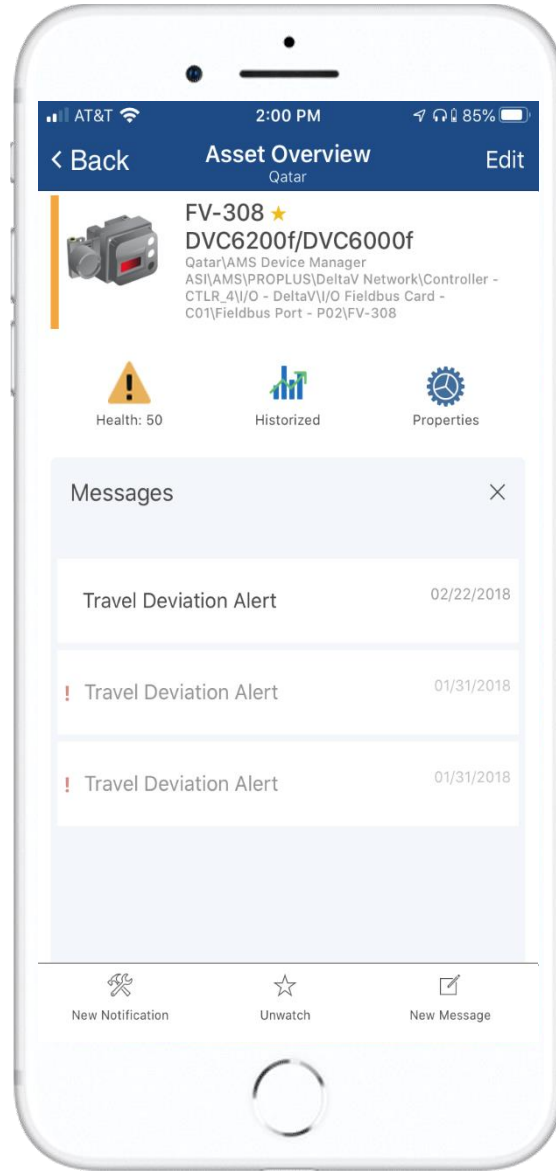 AT&T 2:00 PM 85%
< Back Asset Overview Edit
Qatar
FV-308
DVC6200f/DVC6000f
Qatar\AMS Device Manager
ASI\AMS\PROPLUS\DeltaV Network\Controller -
CTLR_4\I/O - DeltaV\I/O Fieldbus Card -
C01\Fieldbus Port - P02\FV-308
Health: 50 Historized Properties
Messages
Travel Deviation Alert 02/22/2018
! Travel Deviation Alert 01/31/2018
! Travel Deviation Alert 01/31/2018
New Notification Unwatch New Message